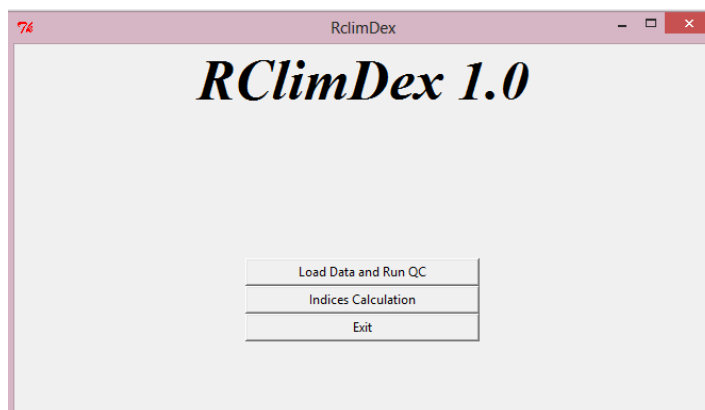 RclimDex
RClimDex 1.0
Load Data and Run QC
Indices Calculation
Exit